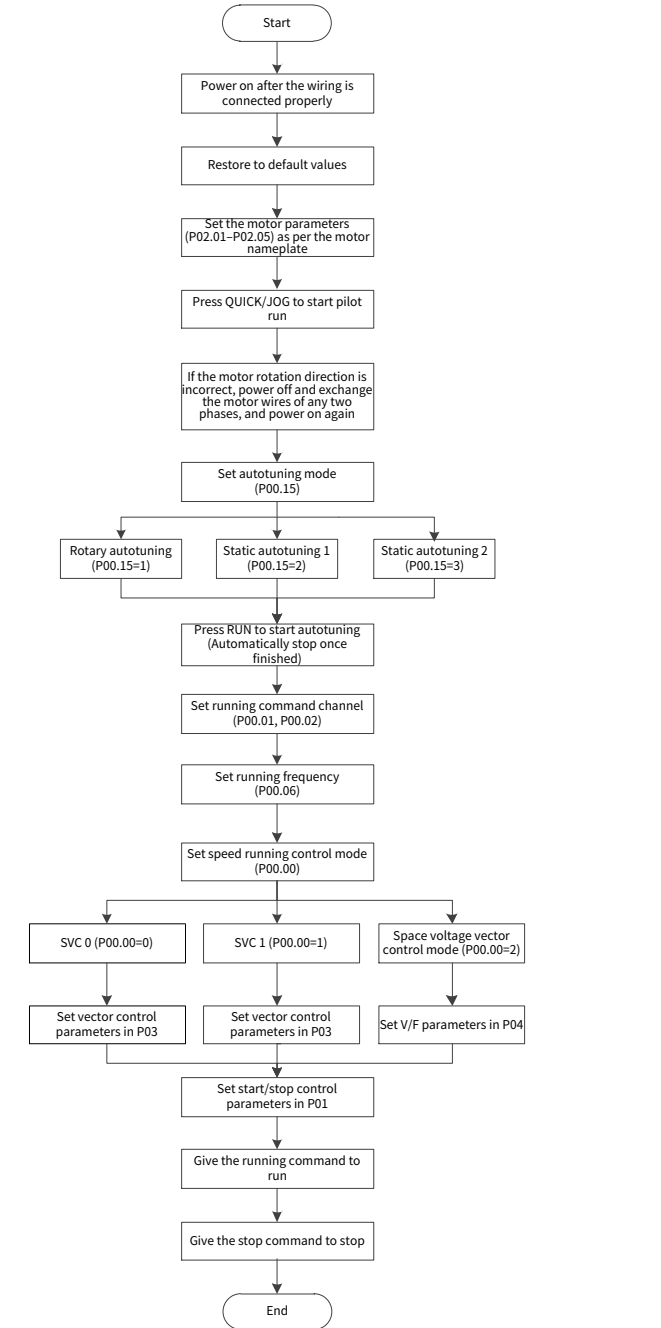 Start
Power on after the wiring is
connected properly
Restore to default values
Set the motor parameters
(P02.01–P02.05) as per the motor
nameplate
Press QUICK/JOG to start pilot
run
If the motor rotation direction is
incorrect, power off and exchange
the motor wires of any two
phases, and power on again
Set autotuning mode
(P00.15)
Rotary autotuning
(P00.15=1)
Static autotuning 1
(P00.15=2)
Static autotuning 2
(P00.15=3)
Press RUN to start autotuning
(Automatically stop once
finished)
Set running command channel
(P00.01, P00.02)
Set running frequency
(P00.06)
Set speed running control mode
(P00.00)
SVC 0 (P00.00=0)
SVC 1 (P00.00=1)
Space voltage vector
control mode (P00.00=2)
Set vector control
parameters in P03
Set vector control
parameters in P03
Set V/F parameters in P04
Set start/stop control
parameters in P01
Give the running command to
run
Give the stop command to stop
End